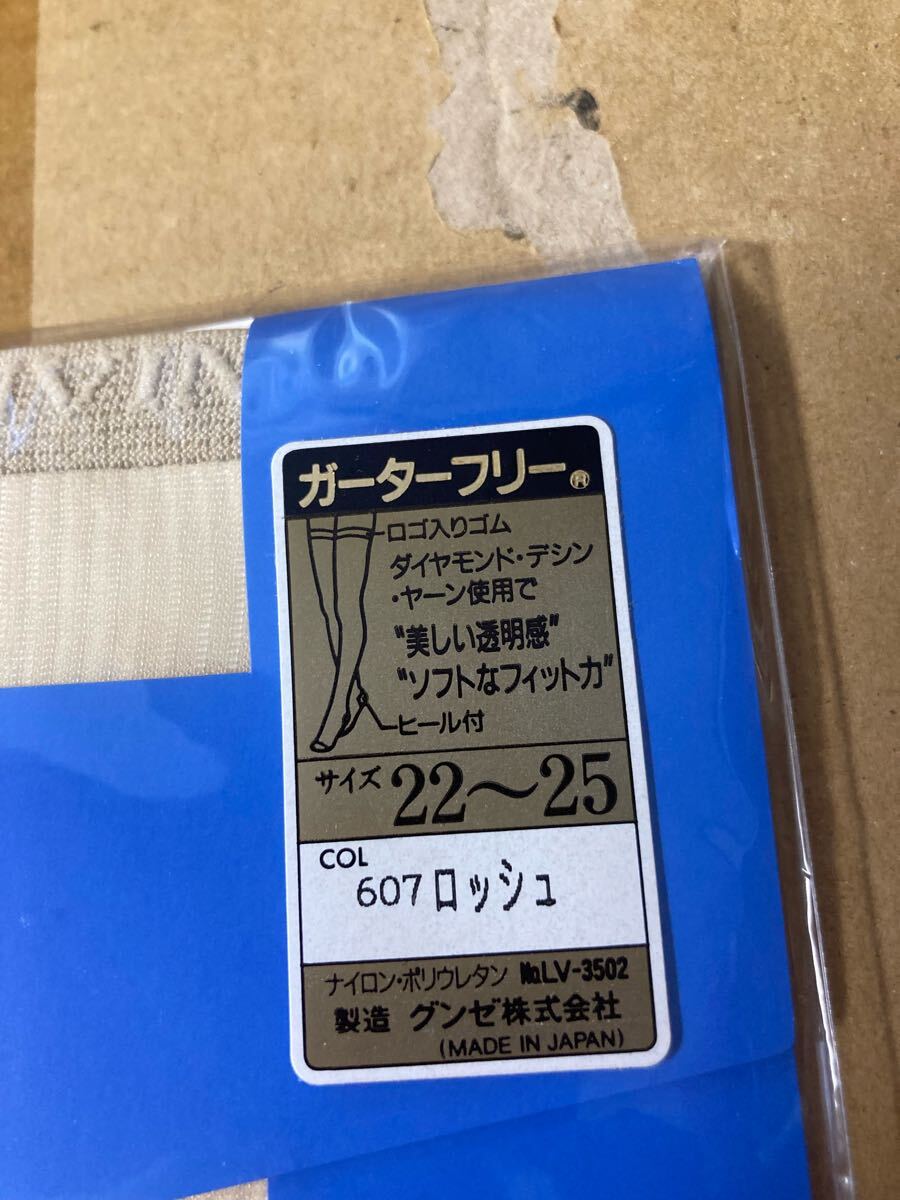 ガーターフリー®
ロゴ入りゴム
ダイヤモンド・デシン
・ヤーン使用で
"美しい透明感"
"ソフトなフィット力"
ヒール付
サイズ 22〜25
COL
607ロッシュ
ナイロン・ポリウレタン №LV-3502
製造 グンゼ株式会社
(MADE IN JAPAN)